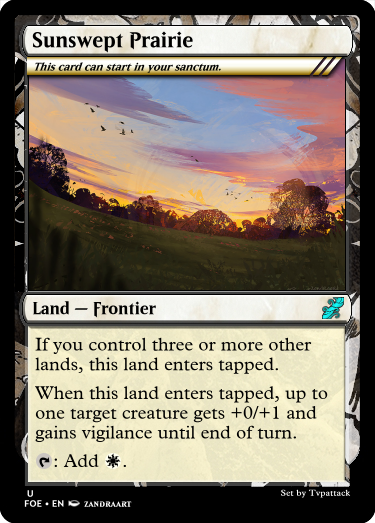 Sunswept Prairie
This card can start in your sanctum.
Land — Frontier
If you control three or more other
lands, this land enters tapped.
When this land enters tapped, up to
one target creature gets +0/+1 and
gains vigilance until end of turn.
: Add .
U
FOE • EN ZANDRAART
Set by Tvpattack